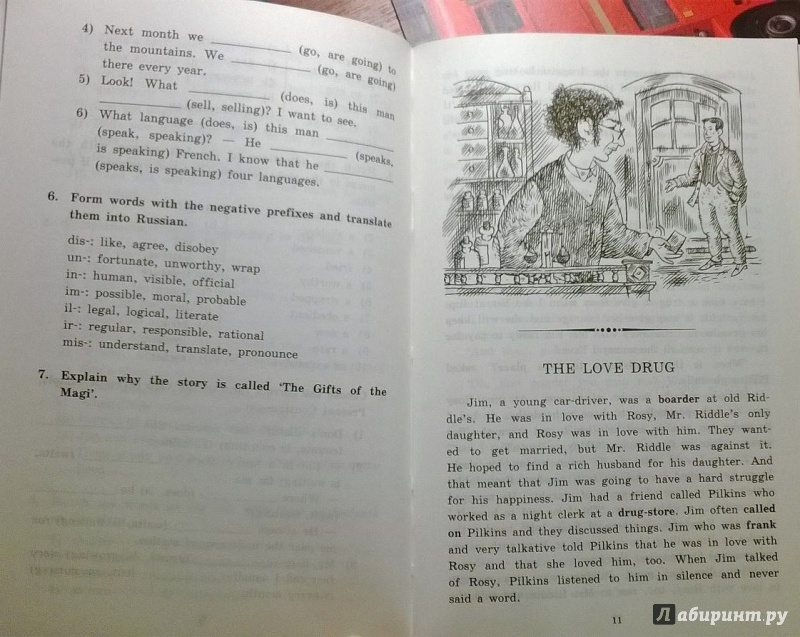 4) Next month we ____________ (go, are going) to
the mountains. We ____________ (go, are going)
there every year.
5) Look! What ____________ (does, is) this man
____________ (sell, selling)? I want to see.
6) What language (does, is) this man ____________
(speak, speaking)? — He ____________ (speaks,
is speaking) French. I know that he ____________
(speaks, is speaking) four languages.
6. Form words with the negative prefixes and translate
them into Russian.
dis-: like, agree, disobey
un-: fortunate, unworthy, wrap
in-: human, visible, official
im-: possible, moral, probable
il-: legal, logical, literate
ir-: regular, responsible, rational
mis-: understand, translate, pronounce
7. Explain why the story is called ‘The Gifts of the
Magi’.
THE LOVE DRUG
Jim, a young car-driver, was a boarder at old Rid-
dle’s. He was in love with Rosy, Mr. Riddle’s only
daughter, and Rosy was in love with him. They want-
ed to get married, but Mr. Riddle was against it.
He hoped to find a rich husband for his daughter. And
that meant that Jim was going to have a hard struggle
for his happiness. Jim had a friend called Pilkins who
worked as a night clerk at a drug-store. Jim often called
on Pilkins and they discussed things. Jim who was frank
and very talkative told Pilkins that he was in love with
Rosy and that she loved him, too. When Jim talked
of Rosy, Pilkins listened to him in silence and never
said a word.
11
Лабиринт.ру